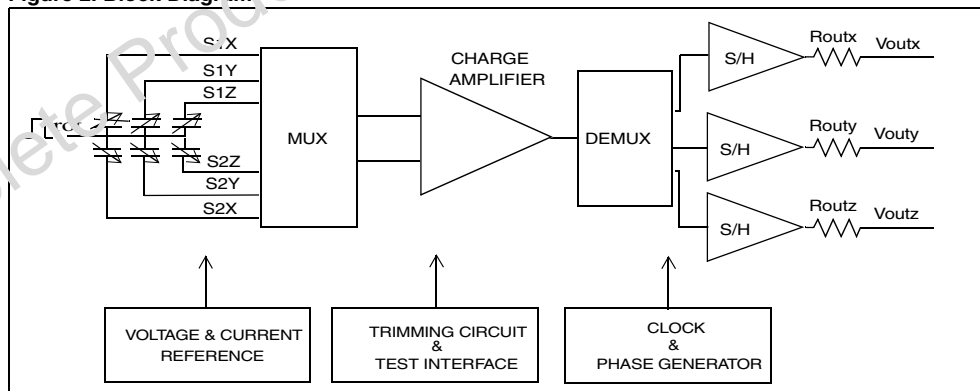 Figure 2. Block Diagram
S1X
S1Y
S1Z
rot
S2Z
S2Y
S2X
MUX
CHARGE
AMPLIFIER
DEMUX
S/H
Routx
Voutx
S/H
Routy
Vouty
S/H
Routz
Voutz
VOLTAGE & CURRENT
REFERENCE
TRIMMING CIRCUIT
&
TEST INTERFACE
CLOCK
&
PHASE GENERATOR